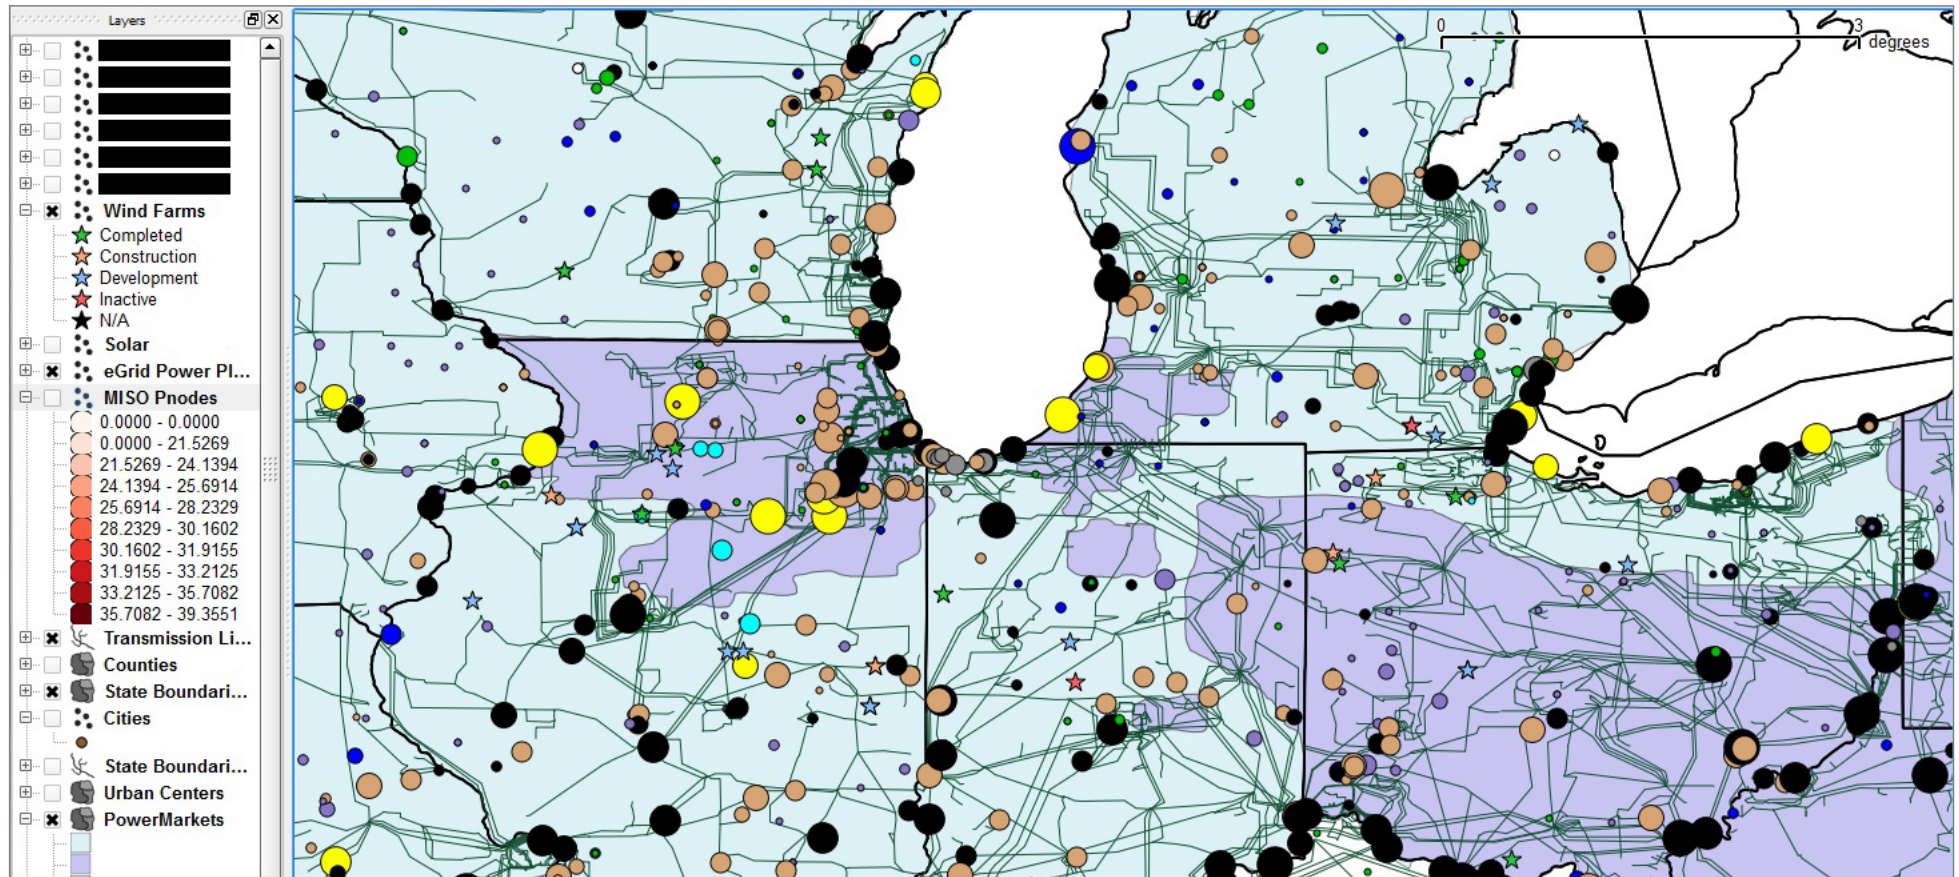 Layers
Wind Farms
Completed
Construction
Development
Inactive
N/A
Solar
eGrid Power Pl...
MISO Pnodes
0.0000 - 0.0000
0.0000 - 21.5269
21.5269 - 24.1394
24.1394 - 25.6914
25.6914 - 28.2329
28.2329 - 30.1602
30.1602 - 31.9155
31.9155 - 33.2125
33.2125 - 35.7082
35.7082 - 39.3551
Transmission Li...
Counties
State Boundari...
Cities
State Boundari...
Urban Centers
PowerMarkets
0 3
degrees